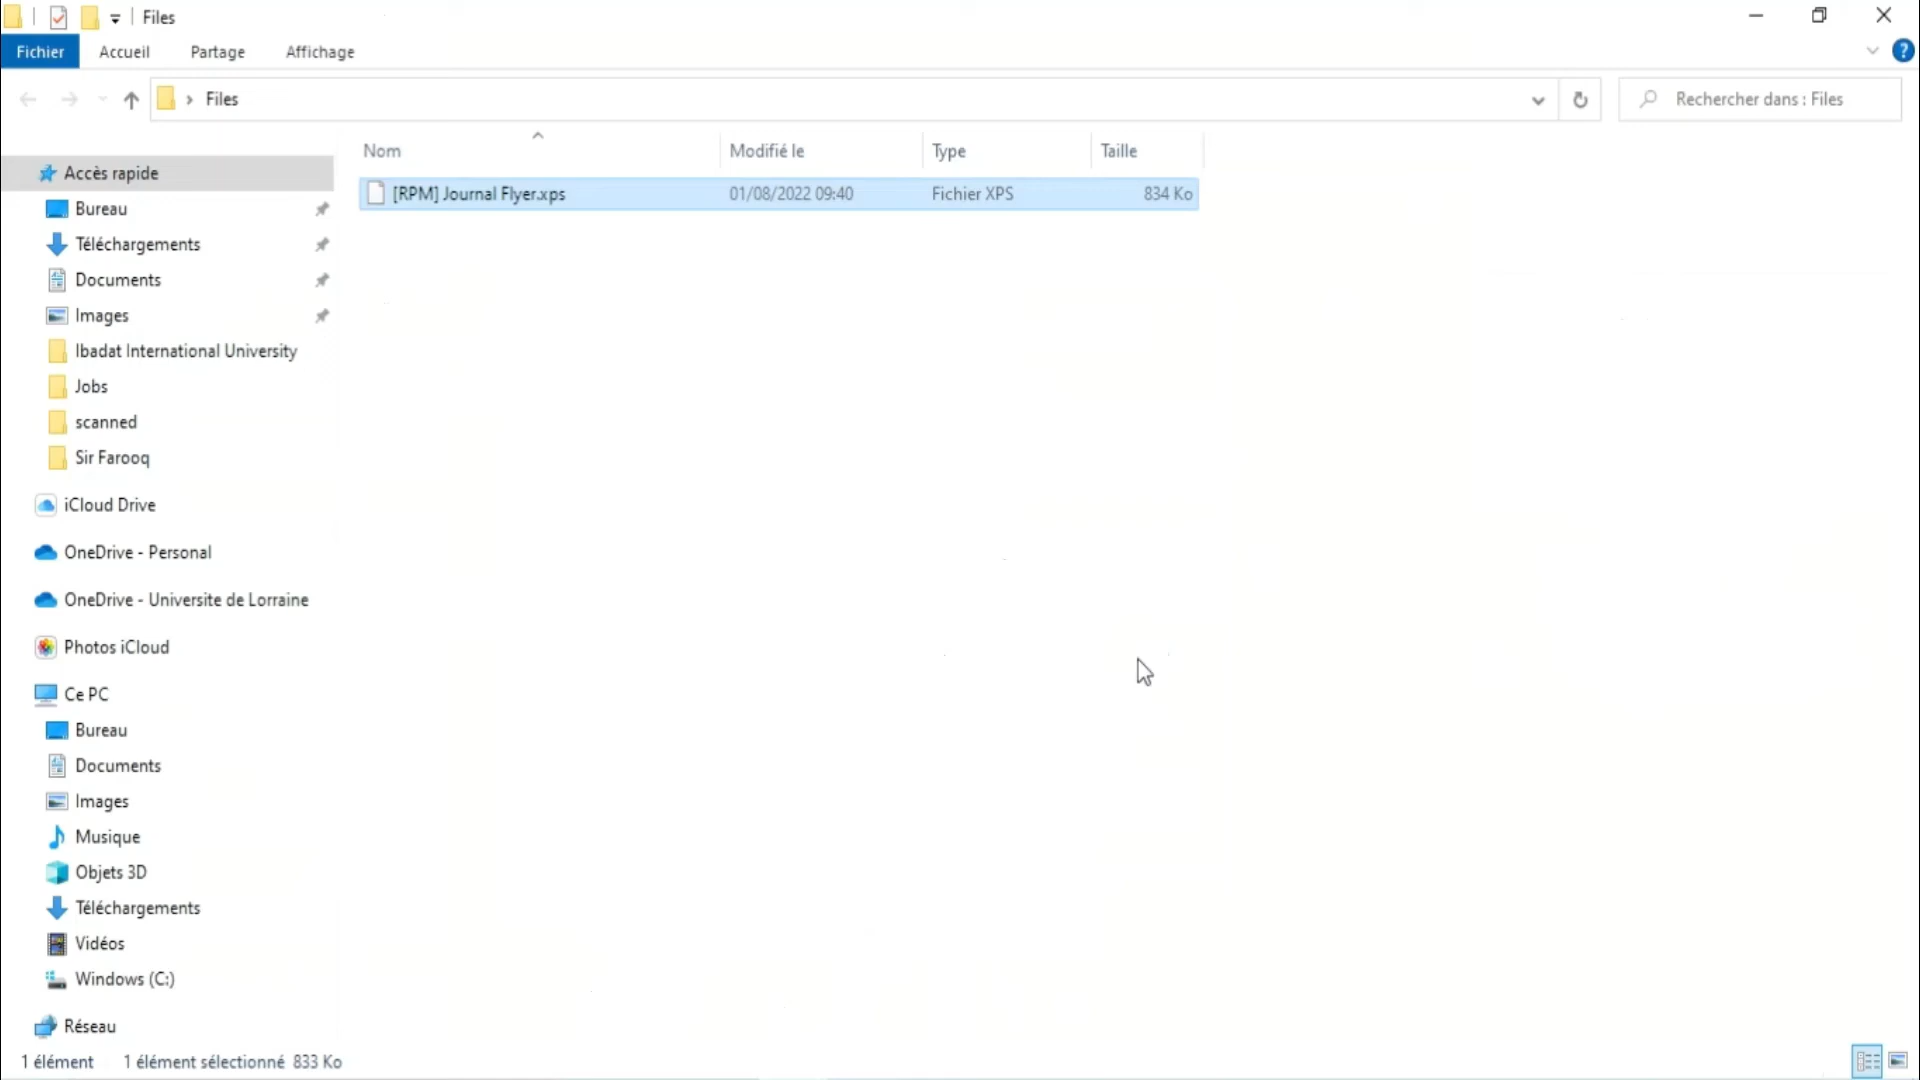 Files
Fichier Accueil Partage Affichage
Files
Rechercher dans : Files
Nom Modifié le Type Taille
[RPM] Journal Flyer.xps 01/08/2022 09:40 Fichier XPS 834 Ko
Accès rapide
Bureau
Téléchargements
Documents
Images
Ibadat International University
Jobs
scanned
Sir Farooq
iCloud Drive
OneDrive - Personal
OneDrive - Universite de Lorraine
Photos iCloud
Ce PC
Bureau
Documents
Images
Musique
Objets 3D
Téléchargements
Vidéos
Windows (C:)
Réseau
1 élément 1 élément sélectionné 833 Ko